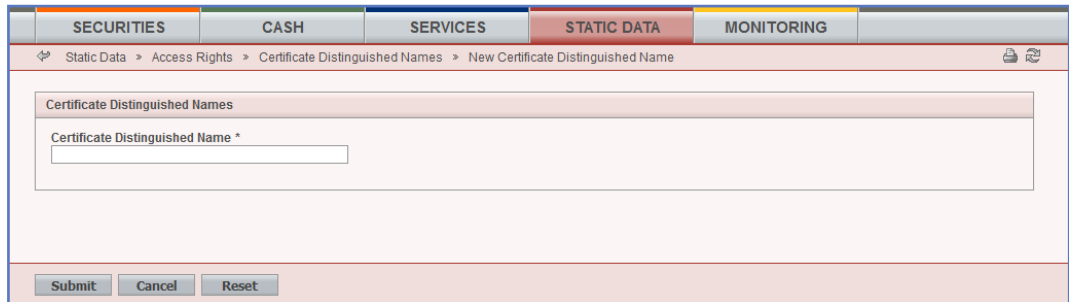 SECURITIES CASH SERVICES STATIC DATA MONITORING
Static Data » Access Rights » Certificate Distinguished Names » New Certificate Distinguished Name
Certificate Distinguished Names
Certificate Distinguished Name *
Submit Cancel Reset